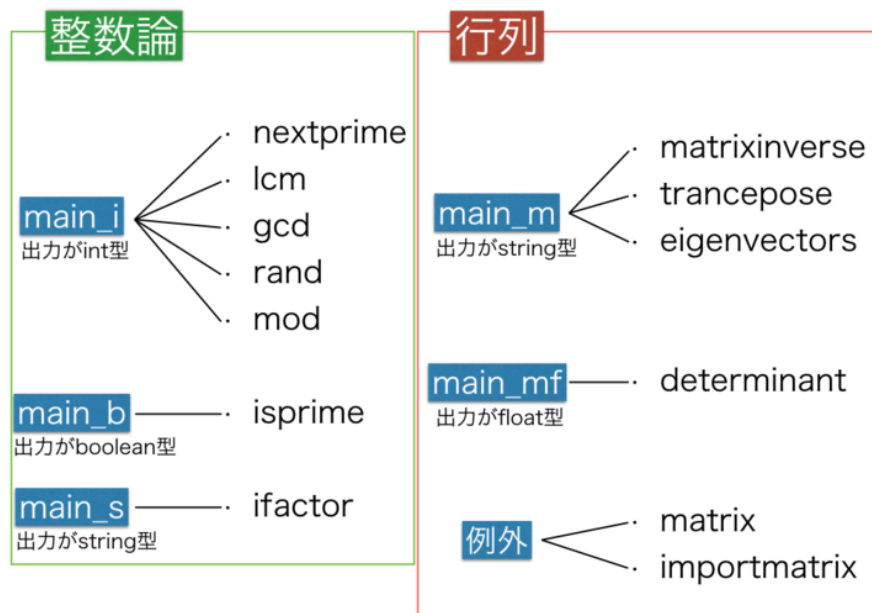 整数論
main_i
出力がint型
・ nextprime
・ lcm
・ gcd
・ rand
・ mod
main_b
出力がboolean型
・ isprime
main_s
出力がstring型
・ ifactor
行列
main_m
出力がstring型
・ matrixinverse
・ trancepose
・ eigenvectors
main_mf
出力がfloat型
・ determinant
例外
・ matrix
・ importmatrix